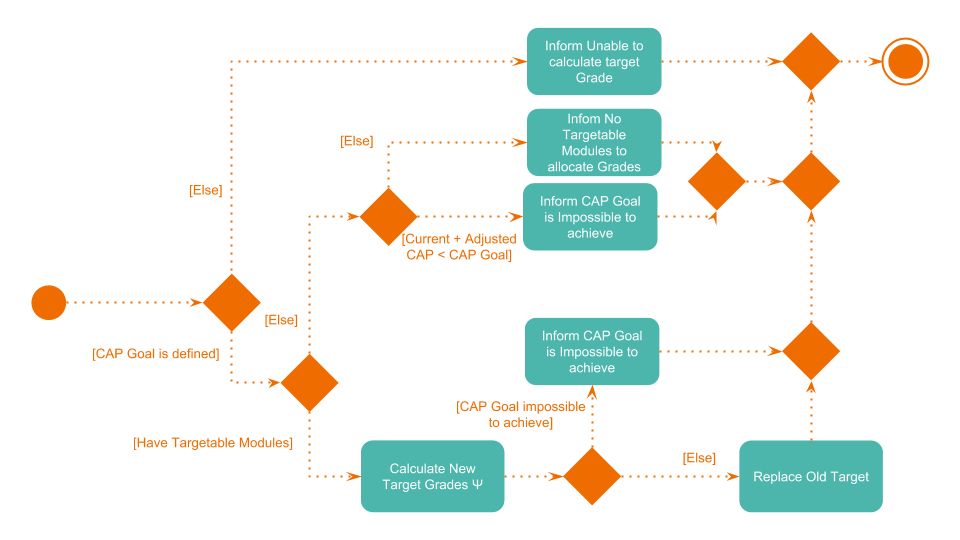 Inform Unable to
calculate target
Grade
Infom No
Targetable
Modules to
allocate Grades
[Else]
[Else]
Inform CAP Goal
is Impossible to
achieve
[Current + Adjusted
CAP < CAP Goal]
[Else]
[CAP Goal is defined]
Inform CAP Goal
is Impossible to
achieve
[CAP Goal impossible
to achieve]
[Have Targetable Modules]
Calculate New
Target Grades Ψ
[Else]
Replace Old Target